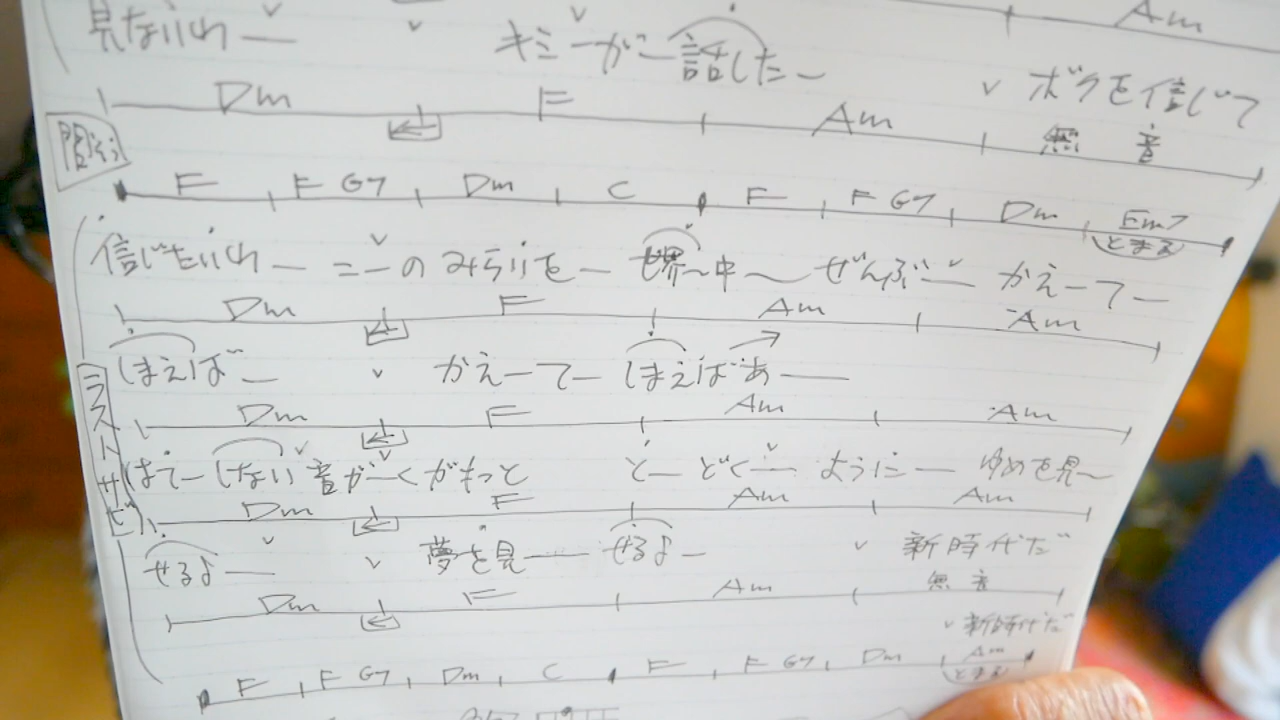 Am
見ないわー キミーがー話したー ボクを信じて
Dm F Am 無音
間そう
F F G7 Dm C F F G7 Dm Em7
とまる
信じたいわー ニーの みらいをー 世界〜中〜 ぜんぶー かえーてー
Dm F Am Am
しまえばー かえーてー しまえばあー
Dm F Am Am
ラストサビ
はてーしない音がーくがもっと とーどくーようにー ゆめを見〜
Dm F Am Am
せるよー 夢を見ー せるよー 新時代だ
Dm F Am 無音
新時代だ
F F G7 Dm C F F G7 Dm Am
とまる